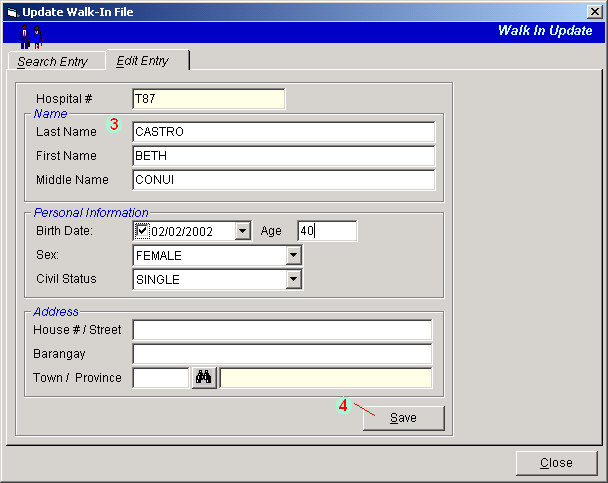 Update Walk-In File
Walk In Update
Search Entry Edit Entry
Hospital # T87
Name
3
Last Name CASTRO
First Name BETH
Middle Name CONUI
Personal Information
Birth Date: 02/02/2002 Age 40
Sex: FEMALE
Civil Status SINGLE
Address
House # / Street
Barangay
Town / Province
4 Save
Close